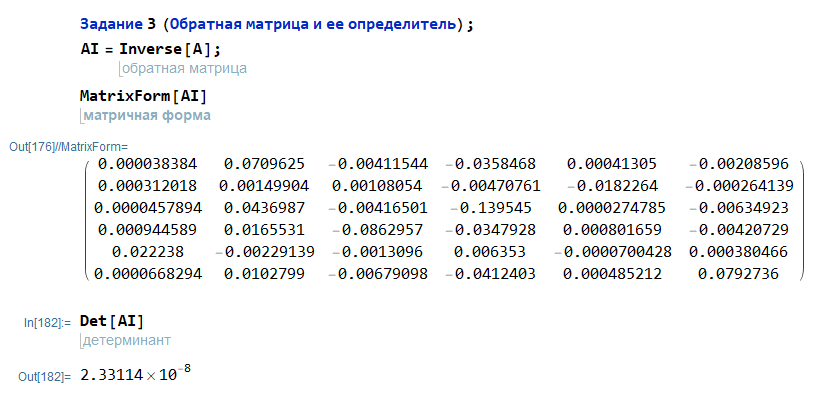 Задание 3 (Обратная матрица и ее определитель);
AI = Inverse[A];
обратная матрица
MatrixForm[AI]
матричная форма
Out[176]//MatrixForm=
0.000038384 0.0709625 -0.00411544 -0.0358468 0.00041305 -0.00208596
0.000312018 0.00149904 0.00108054 -0.00470761 -0.0182264 -0.000264139
0.0000457894 0.0436987 -0.00416501 -0.139545 0.0000274785 -0.00634923
0.000944589 0.0165531 -0.0862957 -0.0347928 0.000801659 -0.00420729
0.022238 -0.00229139 -0.0013096 0.006353 -0.0000700428 0.000380466
0.0000668294 0.0102799 -0.00679098 -0.0412403 0.000485212 0.0792736
In[182]:= Det[AI]
детерминант
Out[182]= 2.33114 × 10^-8